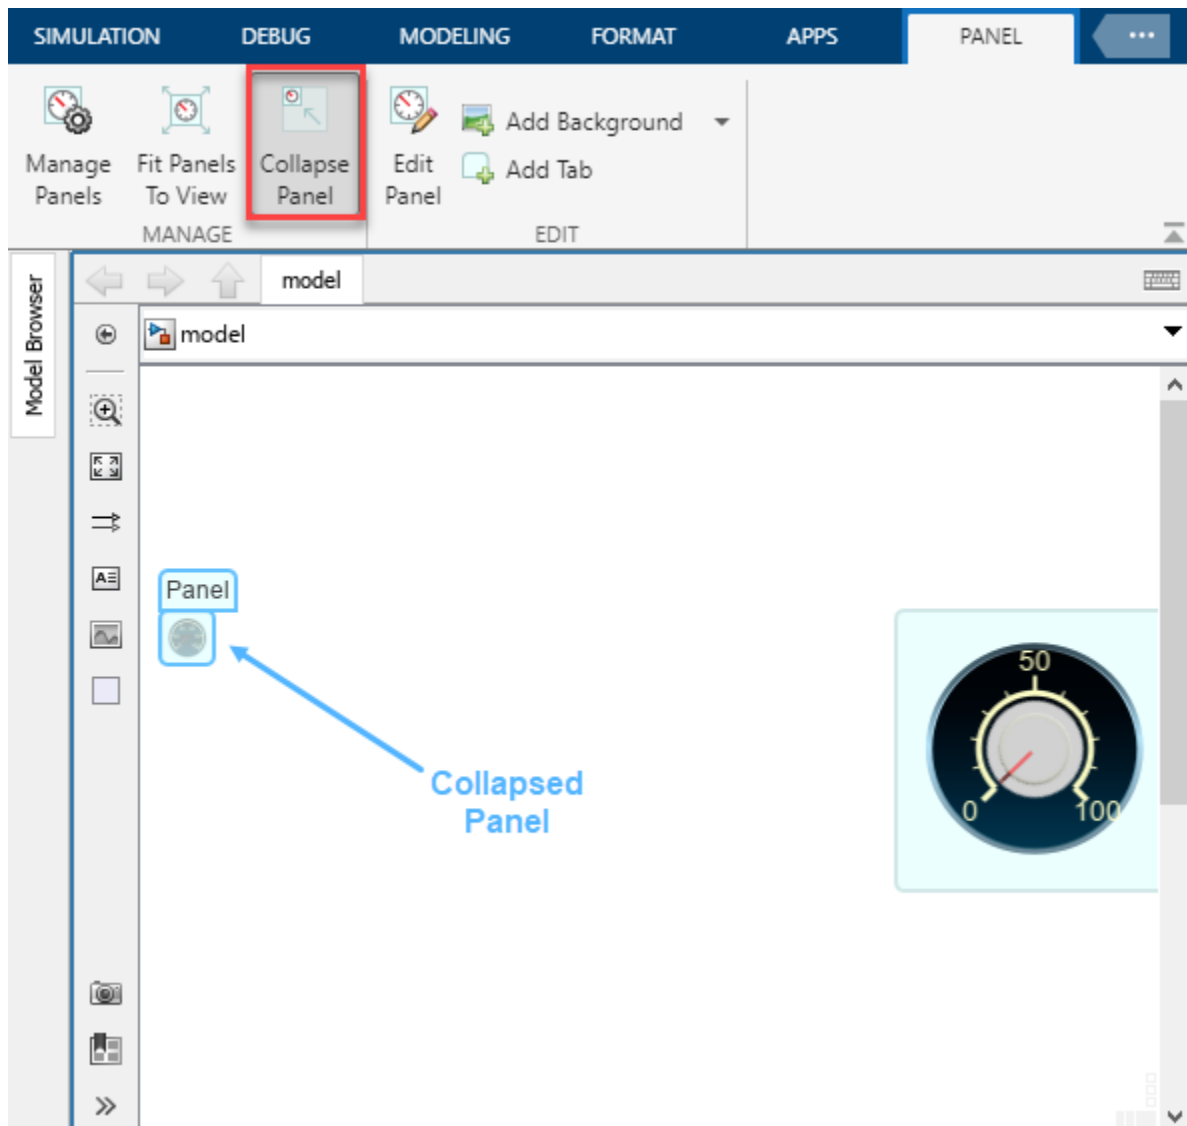 SIMULATION DEBUG MODELING FORMAT APPS PANEL
Manage Panels
Fit Panels To View
Collapse Panel
MANAGE
Edit Panel
Add Background
Add Tab
EDIT
Model Browser
model
model
Panel
Collapsed
Panel
50
0
100